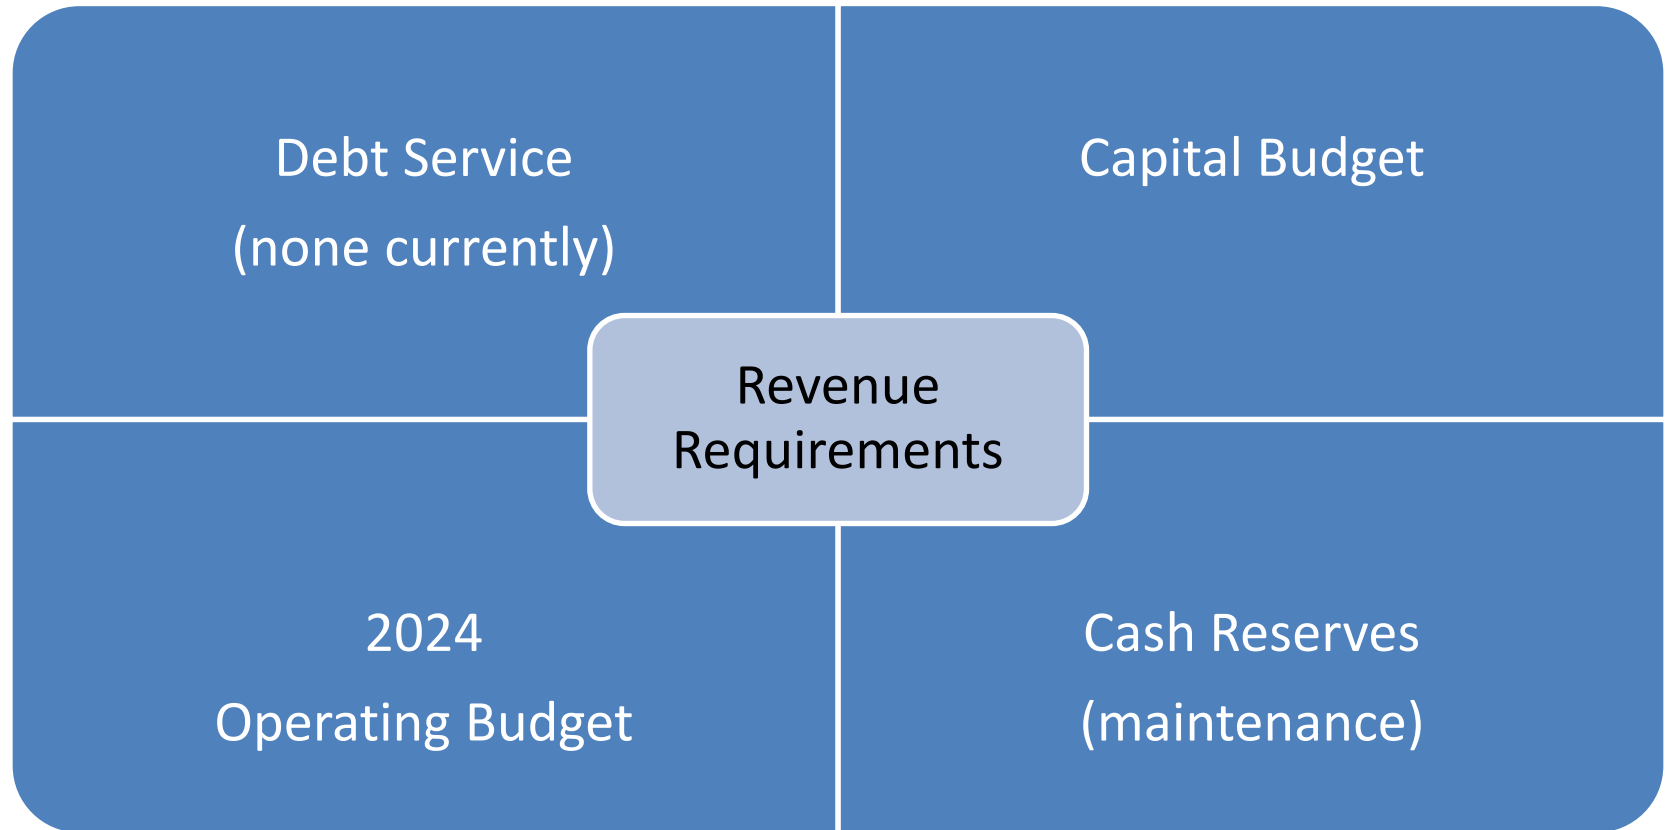 Debt Service
(none currently)
Capital Budget
Revenue
Requirements
2024
Operating Budget
Cash Reserves
(maintenance)